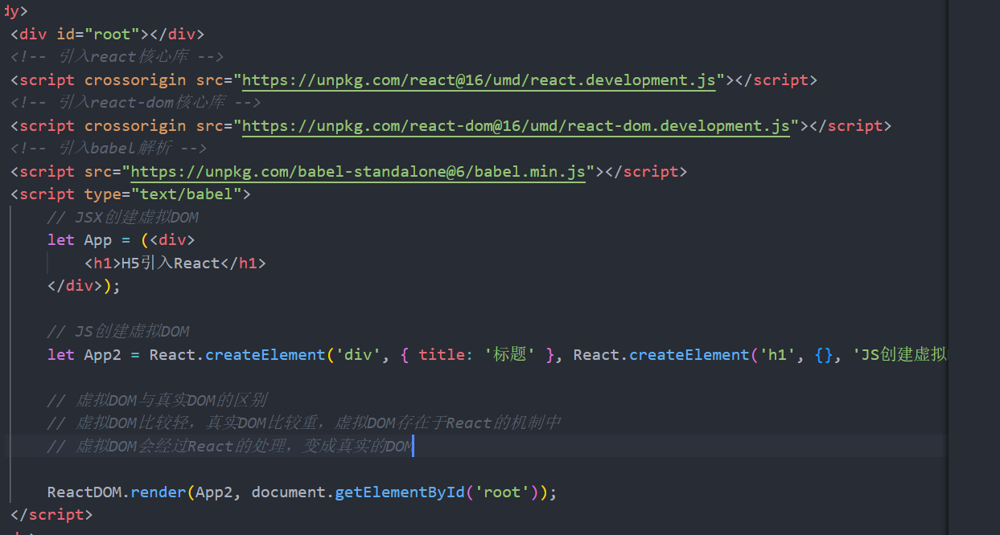 dy>
<div id="root"></div>
<!-- 引入react核心库 -->
<script crossorigin src="https://unpkg.com/react@16/umd/react.development.js"></script>
<!-- 引入react-dom核心库 -->
<script crossorigin src="https://unpkg.com/react-dom@16/umd/react-dom.development.js"></script>
<!-- 引入babel解析 -->
<script src="https://unpkg.com/babel-standalone@6/babel.min.js"></script>
<script type="text/babel">
// JSX创建虚拟DOM
let App = (<div>
<h1>H5引入React</h1>
</div>);
// JS创建虚拟DOM
let App2 = React.createElement('div', { title: '标题' }, React.createElement('h1', {}, 'JS创建虚拟
// 虚拟DOM与真实DOM的区别
// 虚拟DOM比较轻，真实DOM比较重，虚拟DOM存在于React的机制中
// 虚拟DOM会经过React的处理，变成真实的DOM
ReactDOM.render(App2, document.getElementById('root'));
</script>